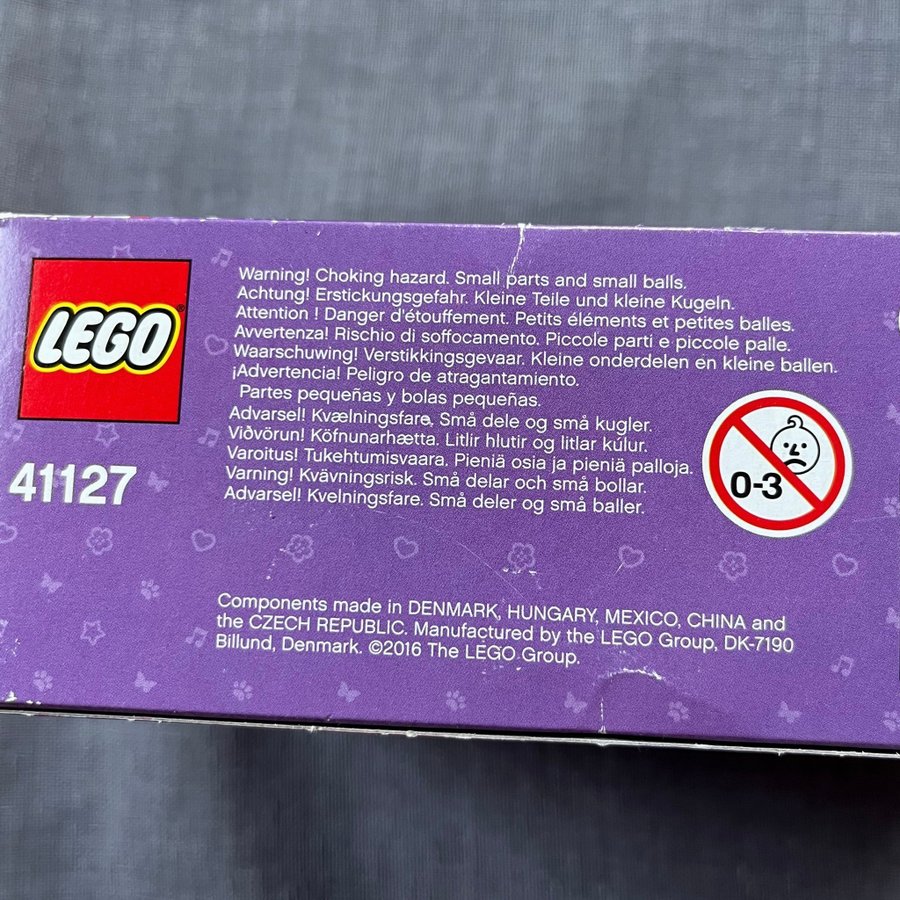 LEGO®
41127
Warning! Choking hazard. Small parts and small balls.
Achtung! Erstickungsgefahr. Kleine Teile und kleine Kugeln.
Attention ! Danger d'étouffement. Petits éléments et petites balles.
Avvertenza! Rischio di soffocamento. Piccole parti e piccole palle.
Waarschuwing! Verstikkingsgevaar. Kleine onderdelen en kleine ballen.
¡Advertencia! Peligro de atragantamiento.
Partes pequeñas y bolas pequeñas.
Advarsel! Kvælningsfare. Små dele og små kugler.
Viðvörun! Köfnunarhætta. Litlir hlutir og litlar kúlur.
Varoitus! Tukehtumisvaara. Pieniä osia ja pieniä palloja.
Varning! Kvävningsrisk. Små delar och små bollar.
Advarsel! Kvelningsfare. Små deler og små baller.
0-3
Components made in DENMARK, HUNGARY, MEXICO, CHINA and
the CZECH REPUBLIC. Manufactured by the LEGO Group, DK-7190
Billund, Denmark. ©2016 The LEGO Group.